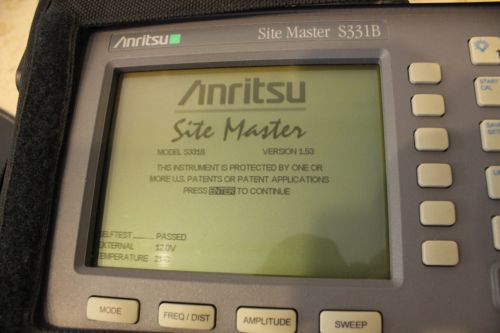 Anritsu
Site Master S331B
Anritsu
Site Master
MODEL S331B VERSION 1.53
THIS INSTRUMENT IS PROTECTED BY ONE OR
MORE U.S. PATENTS OR PATENT APPLICATIONS
PRESS ENTER TO CONTINUE
SELFTEST ........ PASSED
EXTERNAL 12.0V
TEMPERATURE
START
CAL
MODE
FREQ / DIST
AMPLITUDE
SWEEP